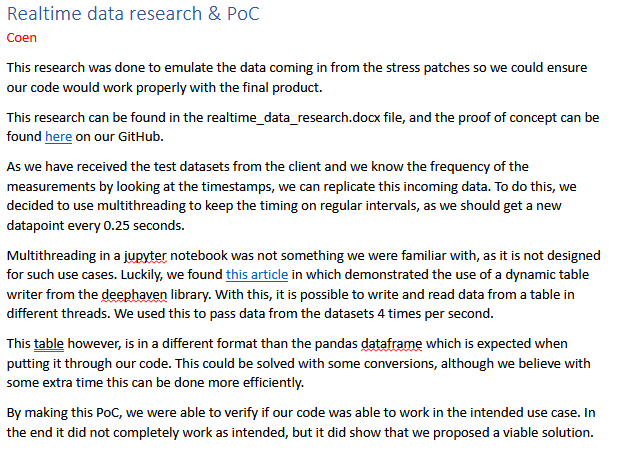 Realtime data research & PoC
Coen
This research was done to emulate the data coming in from the stress patches so we could ensure
our code would work properly with the final product.
This research can be found in the realtime_data_research.docx file, and the proof of concept can be
found here on our GitHub.
As we have received the test datasets from the client and we know the frequency of the
measurements by looking at the timestamps, we can replicate this incoming data. To do this, we
decided to use multithreading to keep the timing on regular intervals, as we should get a new
datapoint every 0.25 seconds.
Multithreading in a jupyter notebook was not something we were familiar with, as it is not designed
for such use cases. Luckily, we found this article in which demonstrated the use of a dynamic table
writer from the deephaven library. With this, it is possible to write and read data from a table in
different threads. We used this to pass data from the datasets 4 times per second.
This table however, is in a different format than the pandas dataframe which is expected when
putting it through our code. This could be solved with some conversions, although we believe with
some extra time this can be done more efficiently.
By making this PoC, we were able to verify if our code was able to work in the intended use case. In
the end it did not completely work as intended, but it did show that we proposed a viable solution.